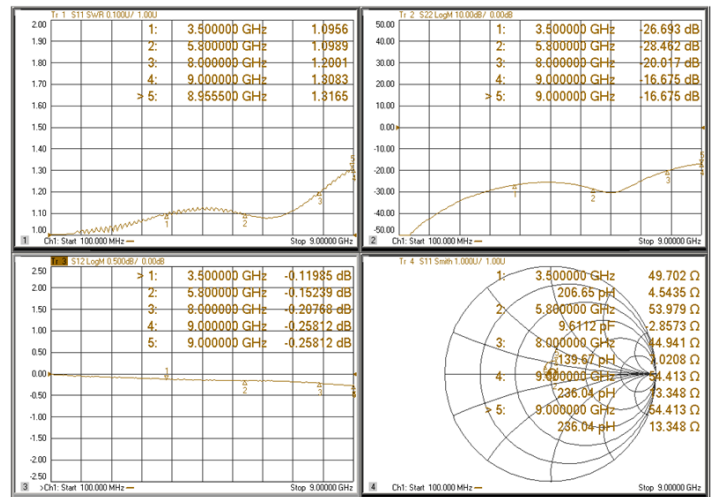 Tr 1 S11 SWR 0.100U/ 1.00U
2.00
1.90
1.80
1.70
1.60
1.50
1.40
1.30
1.20
1.10
1.00
1: 3.500000 GHz 1.0956
2: 5.800000 GHz 1.0989
3: 8.000000 GHz 1.2001
4: 9.000000 GHz 1.3083
> 5: 8.955500 GHz 1.3165
1
2
3
1 Ch1: Start 100.000 MHz Stop 9.00000 GHz
Tr 2 S22 LogM 10.00dB/ 0.00dB
50.00
40.00
30.00
20.00
10.00
0.00
-10.00
-20.00
-30.00
-40.00
-50.00
1: 3.500000 GHz -26.693 dB
2: 5.800000 GHz -28.462 dB
3: 8.000000 GHz -20.017 dB
4: 9.000000 GHz -16.675 dB
> 5: 9.000000 GHz -16.675 dB
1
2
3
2 Ch1: Start 100.000 MHz Stop 9.00000 GHz
Tr 3 S12 LogM 0.500dB/ 0.00dB
2.50
2.00
1.50
1.00
0.50
0.00
-0.50
-1.00
-1.50
-2.00
-2.50
> 1: 3.500000 GHz -0.11985 dB
2: 5.800000 GHz -0.15239 dB
3: 8.000000 GHz -0.20768 dB
4: 9.000000 GHz -0.25812 dB
5: 9.000000 GHz -0.25812 dB
1
2
3
3 >Ch1: Start 100.000 MHz Stop 9.00000 GHz
Tr 4 S11 Smith 1.000U/ 1.00U
1: 3.500000 GHz 49.702 Ω
206.65 pH 4.5435 Ω
2: 5.800000 GHz 53.979 Ω
9.6112 pF -2.8573 Ω
3: 8.000000 GHz 44.941 Ω
139.67 pH 7.0208 Ω
4: 9.000000 GHz 54.413 Ω
236.04 pH 13.348 Ω
> 5: 9.000000 GHz 54.413 Ω
236.04 pH 13.348 Ω
4 Ch1: Start 100.000 MHz Stop 9.00000 GHz